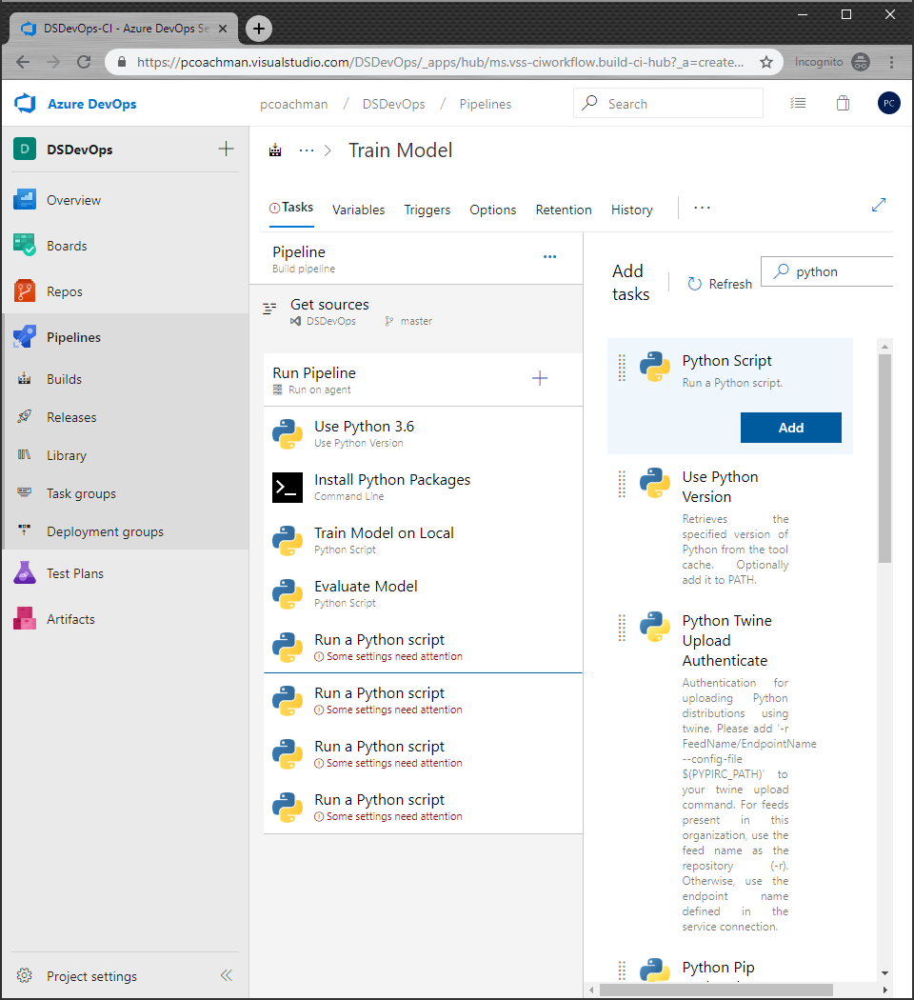 DSDevOps-CI - Azure DevOps Se
https://pcoachman.visualstudio.com/DSDevOps/_apps/hub/ms.vss-ciworkflow.build-ci-hub?_a=create...
Incognito
Azure DevOps
pcoachman / DSDevOps / Pipelines
Search
PC
D
DSDevOps
Overview
Boards
Repos
Pipelines
Builds
Releases
Library
Task groups
Deployment groups
Test Plans
Artifacts
Project settings
... > Train Model
Tasks
Variables
Triggers
Options
Retention
History
...
Pipeline
...
Build pipeline
Get sources
DSDevOps
master
Run Pipeline
Run on agent
Use Python 3.6
Use Python Version
Install Python Packages
Command Line
Train Model on Local
Python Script
Evaluate Model
Python Script
Run a Python script
Some settings need attention
Run a Python script
Some settings need attention
Run a Python script
Some settings need attention
Run a Python script
Some settings need attention
Add
tasks
Refresh
python
Python Script
Run a Python script.
Add
Use Python
Version
Retrieves the
specified version of
Python from the tool
cache. Optionally
add it to PATH.
Python Twine
Upload
Authenticate
Authentication for
uploading Python
distributions using
twine. Please add '-r
FeedName/EndpointName
--config-file
$(PYPIRC_PATH)' to
your twine upload
command. For feeds
present in this
organization, use the
feed name as the
repository (-r).
Otherwise, use the
endpoint name
defined in the
service connection.
Python Pip